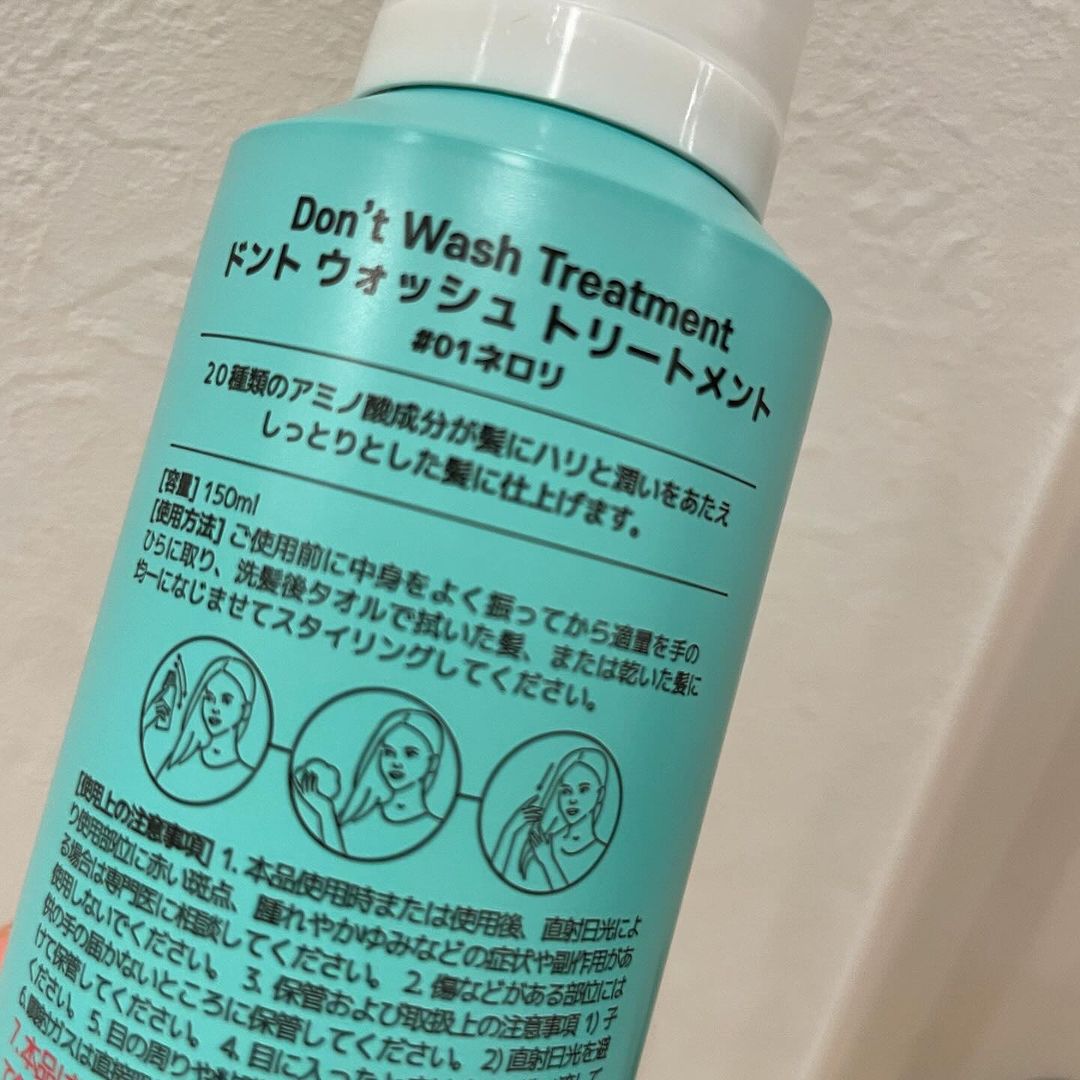 Don't Wash Treatment
ドント ウォッシュ トリートメント
#01ネロリ
20種類のアミノ酸成分が髪にハリと潤いをあたえ
しっとりとした髪に仕上げます。
[容量] 150ml
[使用方法] ご使用前に中身をよく振ってから適量を手の
ひらに取り、洗髪後タオルで拭いた髪、または乾いた髪に
均一になじませてスタイリングしてください。
[使用上の注意事項] 1. 本品使用時または使用後、直射日光によ
り使用部位に赤い斑点、腫れやかゆみなどの症状や副作用があ
る場合は専門医に相談してください。 2. 傷などがある部位には
使用しないでください。 3. 保管および取扱上の注意事項 1) 子
供の手の届かないところに保管してください。 2) 直射日光を避
けて保管してください。 4. 目に入ったときは
ください。 5. 目の周りや
6. 噴射ガスは直接
7. 本品は